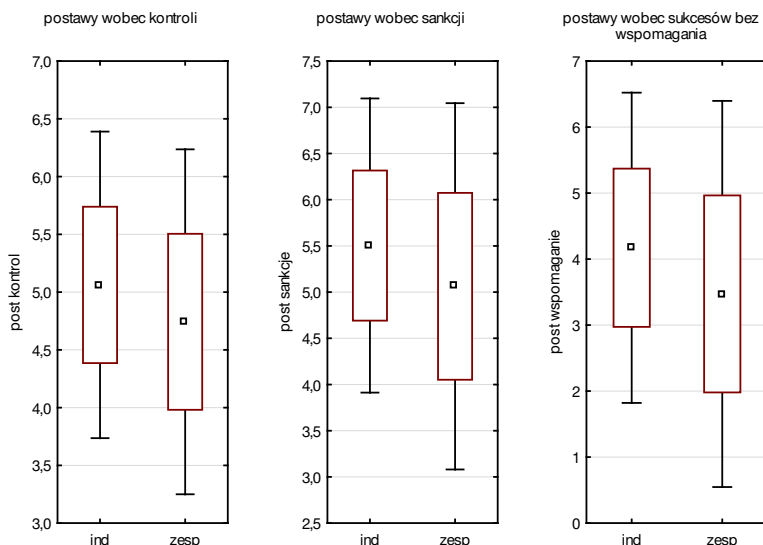 postawy wobec kontroli
7,0
6,5
6,0
5,5
5,0
4,5
4,0
3,5
3,0
post kontrol
ind zesp
postawy wobec sankcji
7,5
7,0
6,5
6,0
5,5
5,0
4,5
4,0
3,5
3,0
2,5
post sankcje
ind zesp
postawy wobec sukcesów bez
wspomagania
7
6
5
4
3
2
1
0
post wspomaganie
ind zesp